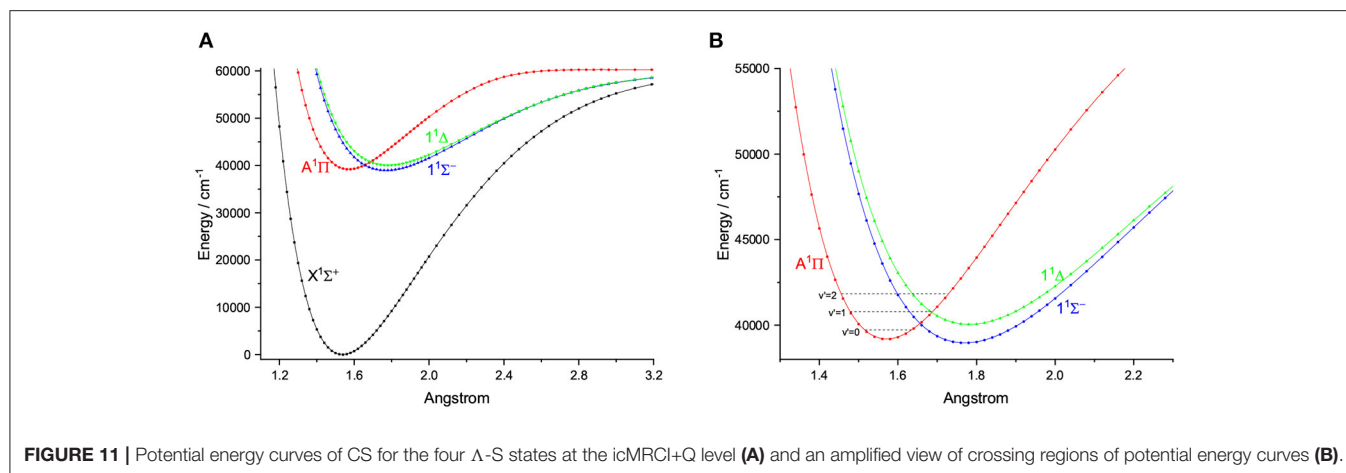 A
60000
50000
40000
30000
20000
10000
0
Energy / cm⁻¹
1¹Δ
A¹Π
1¹Σ⁻
X¹Σ⁺
1.2 1.6 2.0 2.4 2.8 3.2
Angstrom
B
55000
50000
45000
40000
Energy / cm⁻¹
A¹Π
1¹Δ
v'=2
1¹Σ⁻
v'=1
v'=0
1.4 1.6 1.8 2.0 2.2
Angstrom
FIGURE 11 | Potential energy curves of CS for the four Λ-S states at the icMRCI+Q level (A) and an amplified view of crossing regions of potential energy curves (B).